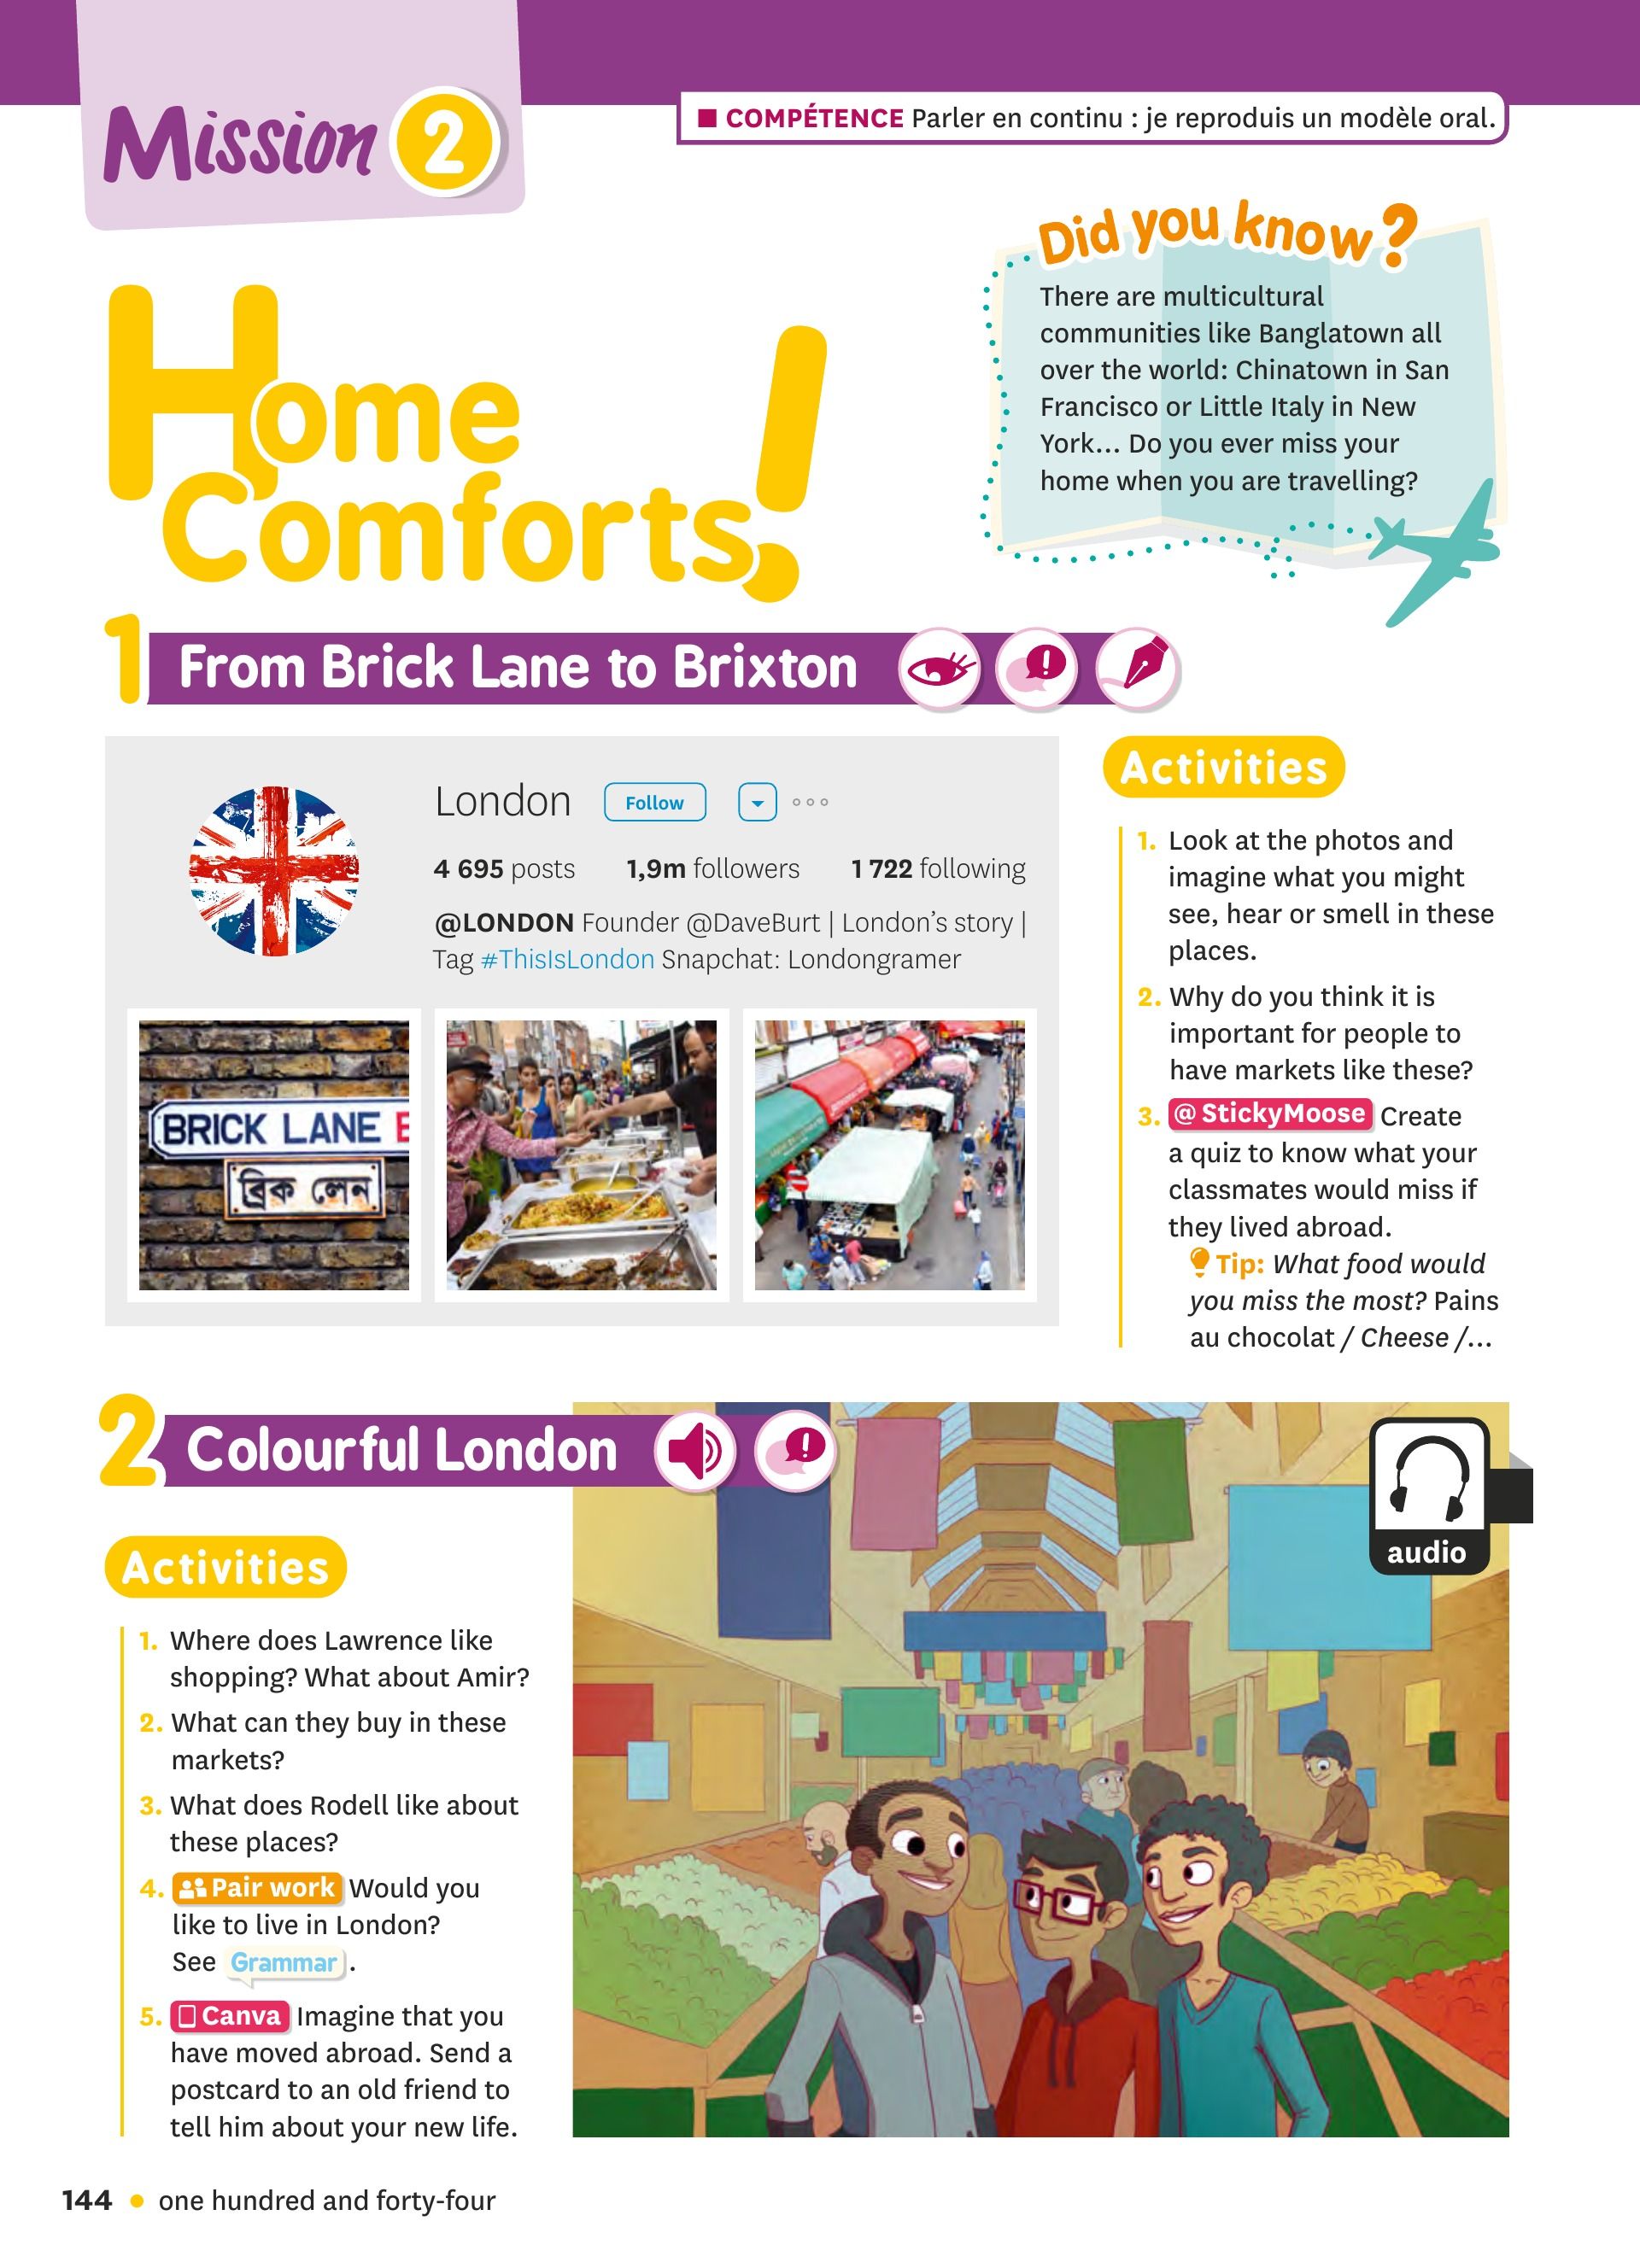 Mission 2
■ COMPÉTENCE Parler en continu : je reproduis un modèle oral.
Home
Comforts!
Did you know?
There are multicultural
communities like Banglatown all
over the world: Chinatown in San
Francisco or Little Italy in New
York... Do you ever miss your
home when you are travelling?
1 From Brick Lane to Brixton
London Follow
4 695 posts 1,9m followers 1 722 following
@LONDON Founder @DaveBurt | London's story |
Tag #ThisIsLondon Snapchat: Londongramer
BRICK LANE E
ব্রিক লেন
Activities
1. Look at the photos and
imagine what you might
see, hear or smell in these
places.
2. Why do you think it is
important for people to
have markets like these?
3. @ StickyMoose Create
a quiz to know what your
classmates would miss if
they lived abroad.
Tip: What food would
you miss the most? Pains
au chocolat / Cheese /...
2 Colourful London
audio
Activities
1. Where does Lawrence like
shopping? What about Amir?
2. What can they buy in these
markets?
3. What does Rodell like about
these places?
4. Pair work Would you
like to live in London?
See Grammar.
5. Canva Imagine that you
have moved abroad. Send a
postcard to an old friend to
tell him about your new life.
144 • one hundred and forty-four